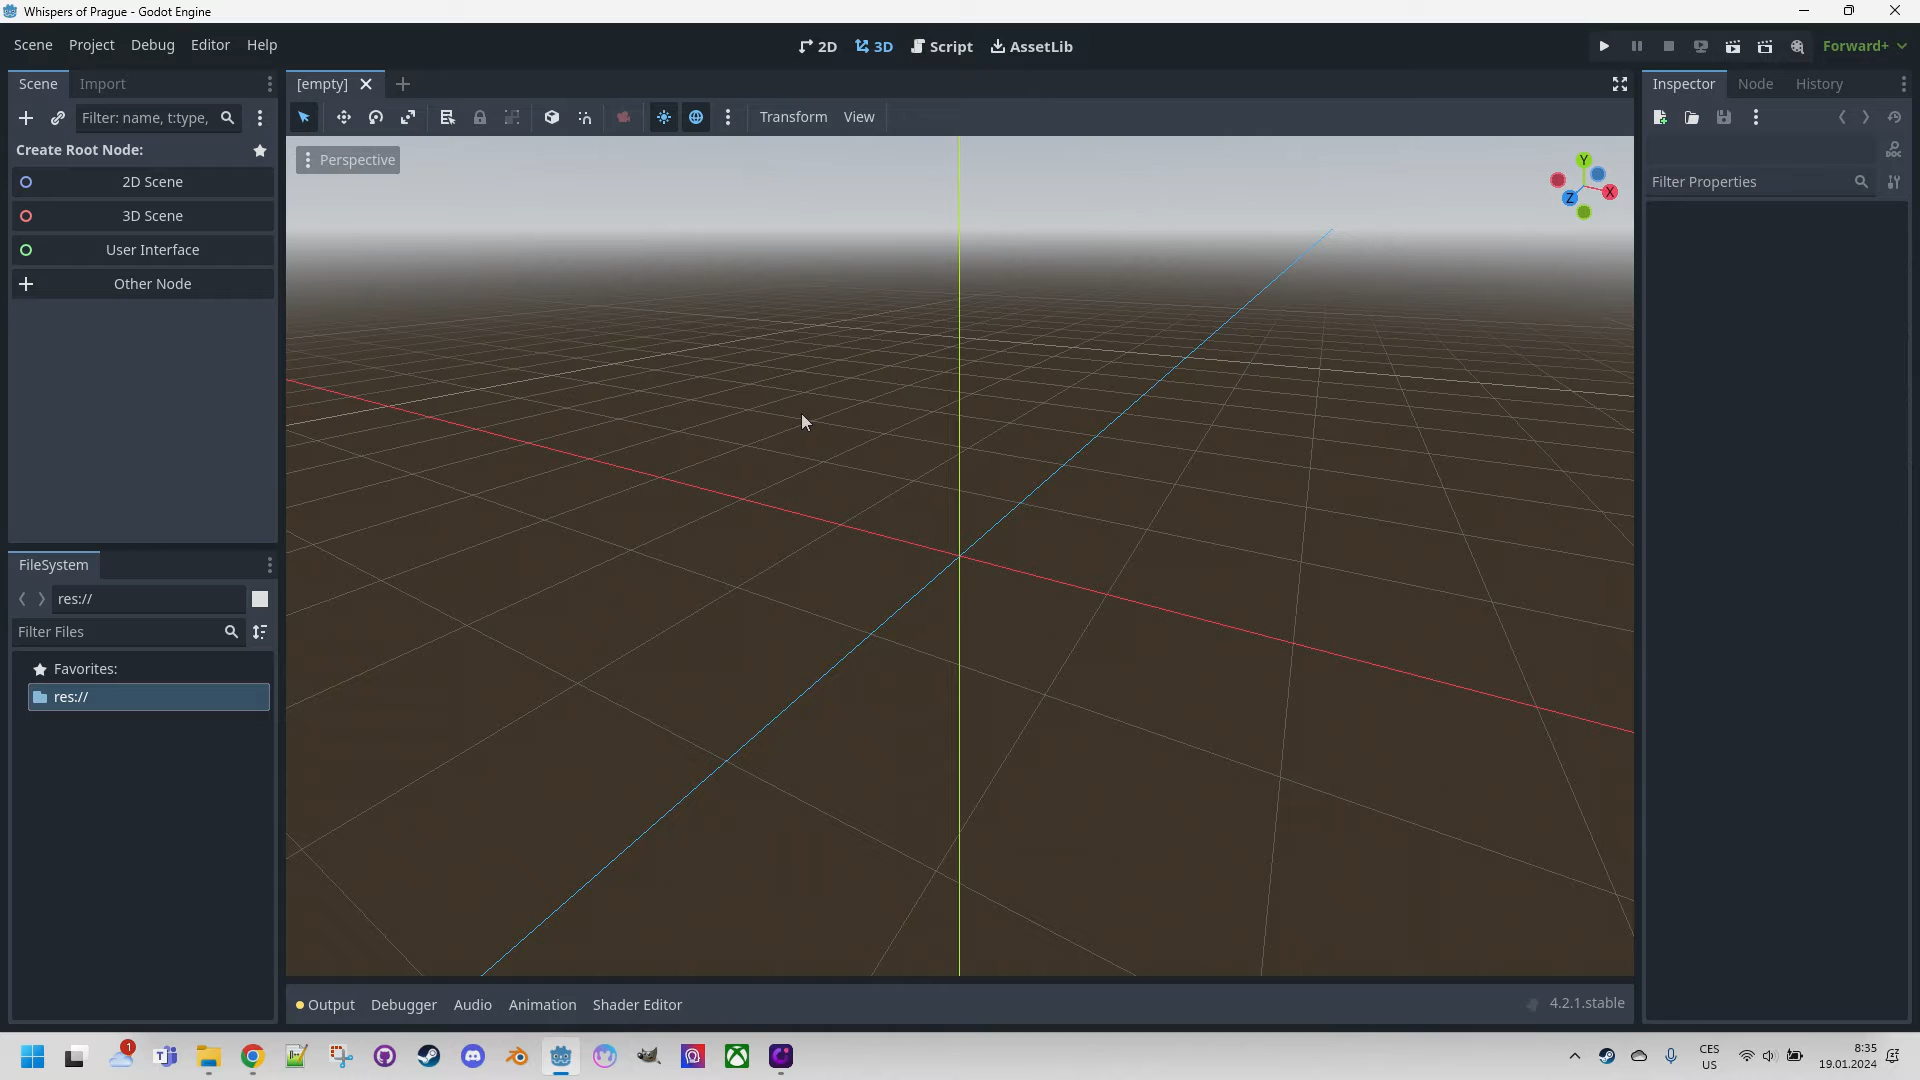 Whispers of Prague - Godot Engine
Scene Project Debug Editor Help
2D 3D Script AssetLib
Forward+
Scene Import
[empty]
Inspector Node History
Filter: name, t:type,
Transform View
Create Root Node:
Perspective
2D Scene
3D Scene
User Interface
Other Node
Y
X
Z
DOC
Filter Properties
FileSystem
res://
Filter Files
Favorites:
res://
Output Debugger Audio Animation Shader Editor
4.2.1.stable
1
CES
US
8:35
19.01.2024